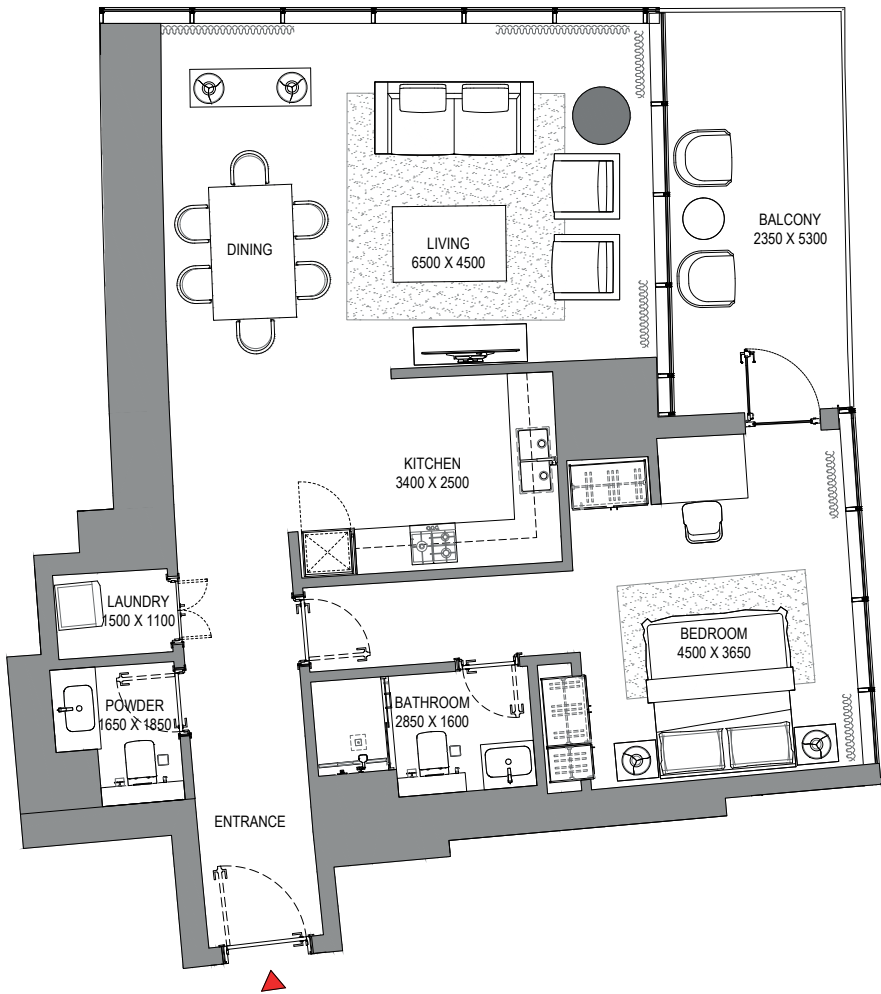 BALCONY
2350 X 5300
DINING
LIVING
6500 X 4500
KITCHEN
3400 X 2500
LAUNDRY
1500 X 1100
BEDROOM
4500 X 3650
POWDER
1650 X 1850
BATHROOM
2850 X 1600
ENTRANCE